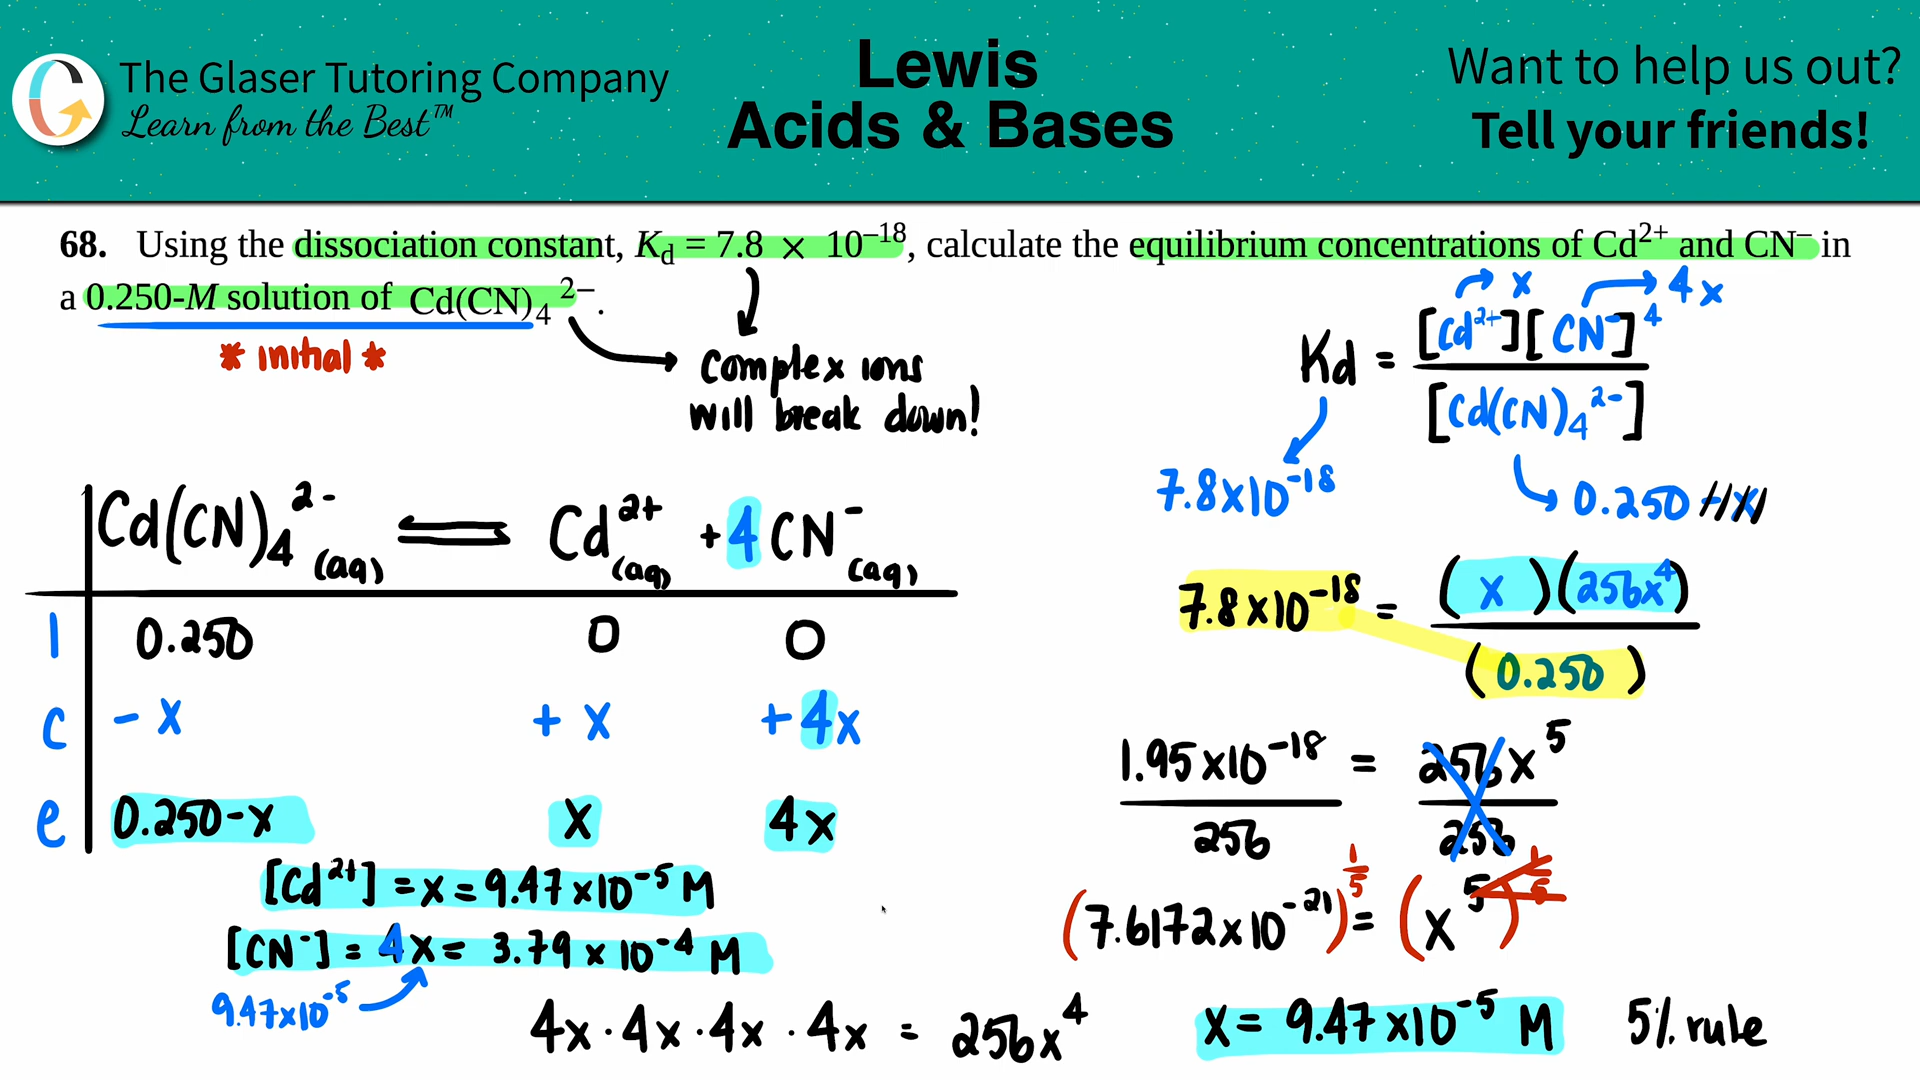 The Glaser Tutoring Company
Learn from the Best™
Lewis
Acids & Bases
Want to help us out?
Tell your friends!
68. Using the dissociation constant, Kd = 7.8 × 10⁻¹⁸, calculate the equilibrium concentrations of Cd²⁺ and CN⁻ in
a 0.250-M solution of Cd(CN)₄²⁻.
* initial *
complex ions
will break down!
x
4x
Kd = [Cd²⁺][CN⁻]⁴
[Cd(CN)₄²⁻]
7.8x10⁻¹⁸
0.250 - x
Cd(CN)₄²⁻(aq) ⇌ Cd²⁺(aq) + 4CN⁻(aq)
I 0.250 0 0
C - x + x + 4x
e 0.250-x x 4x
7.8x10⁻¹⁸ = (x)(256x⁴)
(0.250)
1.95x10⁻¹⁸ = 256x⁵
256 256
(7.6172x10⁻²¹)^1/5 = (x⁵)^1/5
x = 9.47x10⁻⁵ M
5% rule
[Cd²⁺] = x = 9.47x10⁻⁵ M
[CN⁻] = 4x = 3.79 x 10⁻⁴ M
9.47x10⁻⁵
4x · 4x · 4x · 4x = 256x⁴